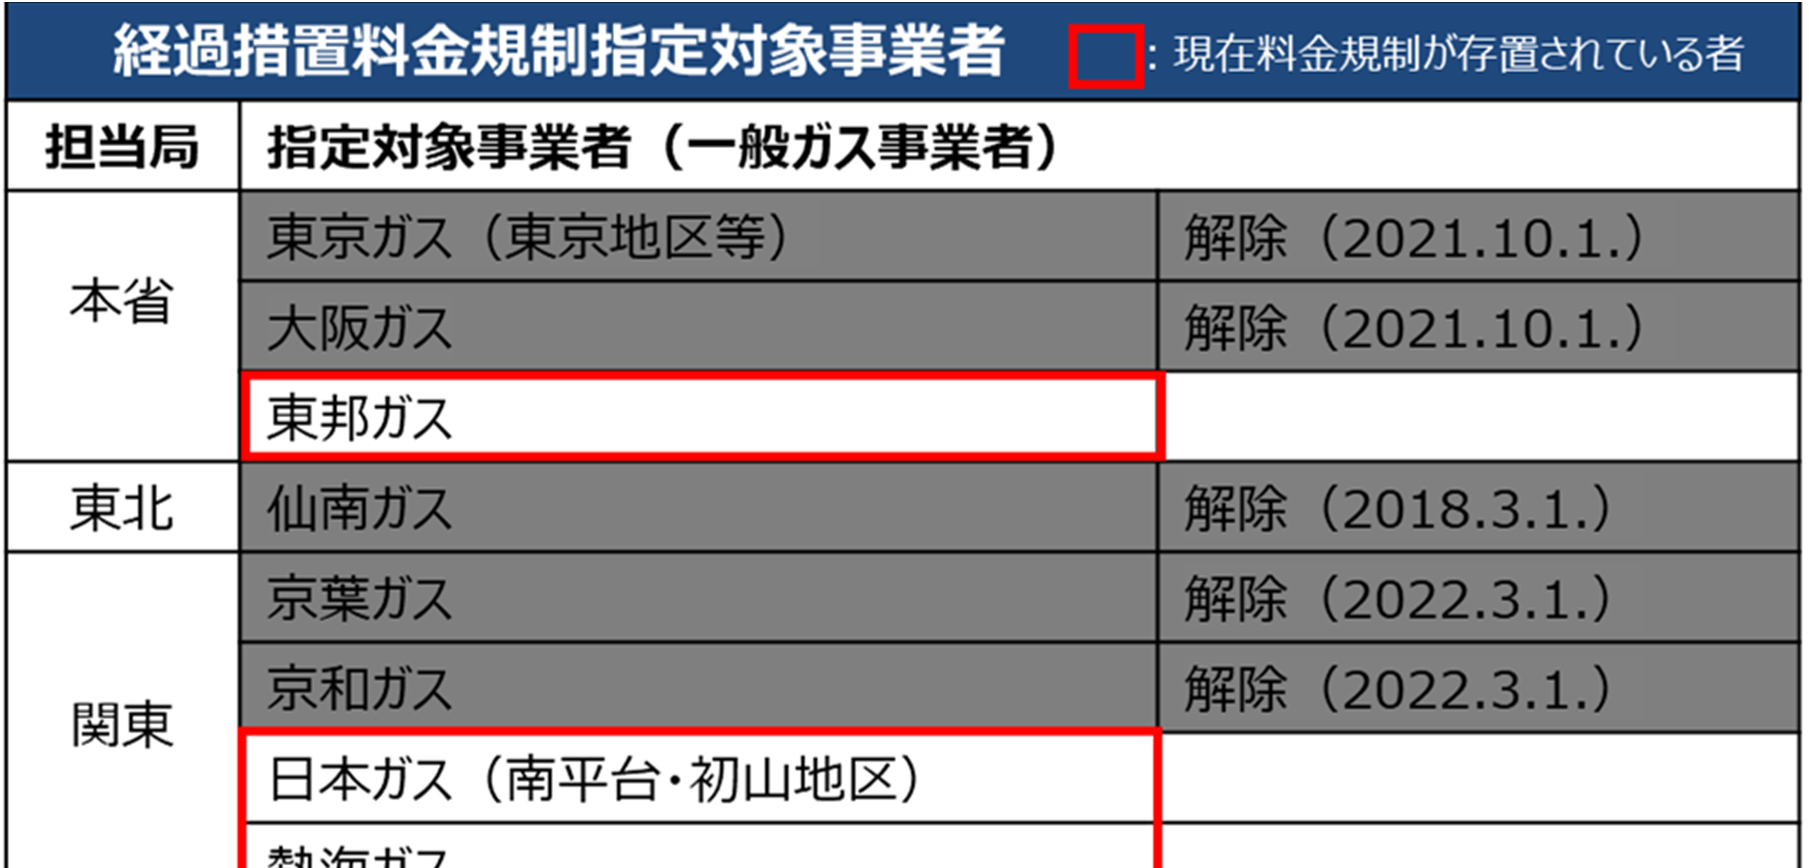 経過措置料金規制指定対象事業者 : 現在料金規制が存置されている者
担当局 指定対象事業者（一般ガス事業者）
本省
東京ガス（東京地区等） 解除（2021.10.1.）
大阪ガス 解除（2021.10.1.）
東邦ガス
東北 仙南ガス 解除（2018.3.1.）
関東
京葉ガス 解除（2022.3.1.）
京和ガス 解除（2022.3.1.）
日本ガス（南平台・初山地区）
熱海ガス